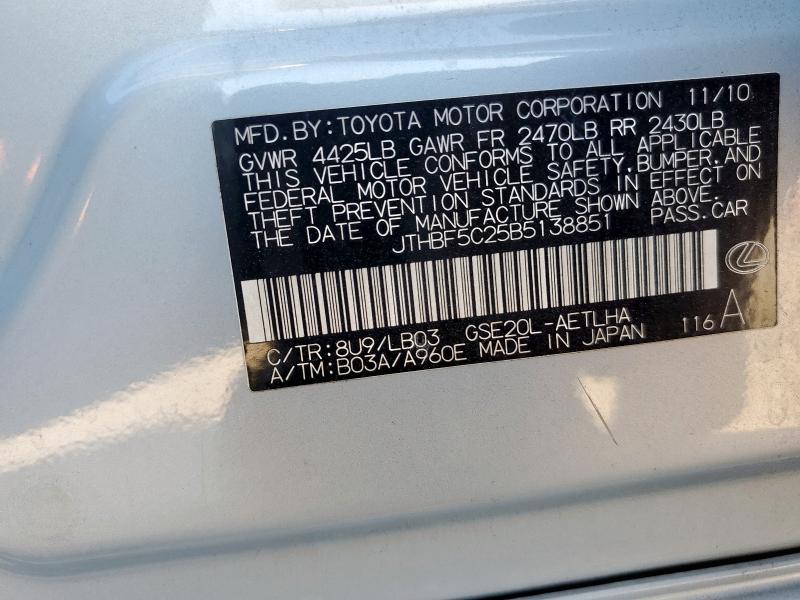 MFD. BY: TOYOTA MOTOR CORPORATION 11/10
GVWR 4425LB GAWR FR 2470LB RR 2430LB
THIS VEHICLE CONFORMS TO ALL APPLICABLE
FEDERAL MOTOR VEHICLE SAFETY, BUMPER, AND
THEFT PREVENTION STANDARDS IN EFFECT ON
THE DATE OF MANUFACTURE SHOWN ABOVE.
JTHBF5C25B5138851 PASS. CAR
C/TR: 8U9/LB03 GSE20L-AETLHA 116 A
A/TM: B03A/A960E MADE IN JAPAN